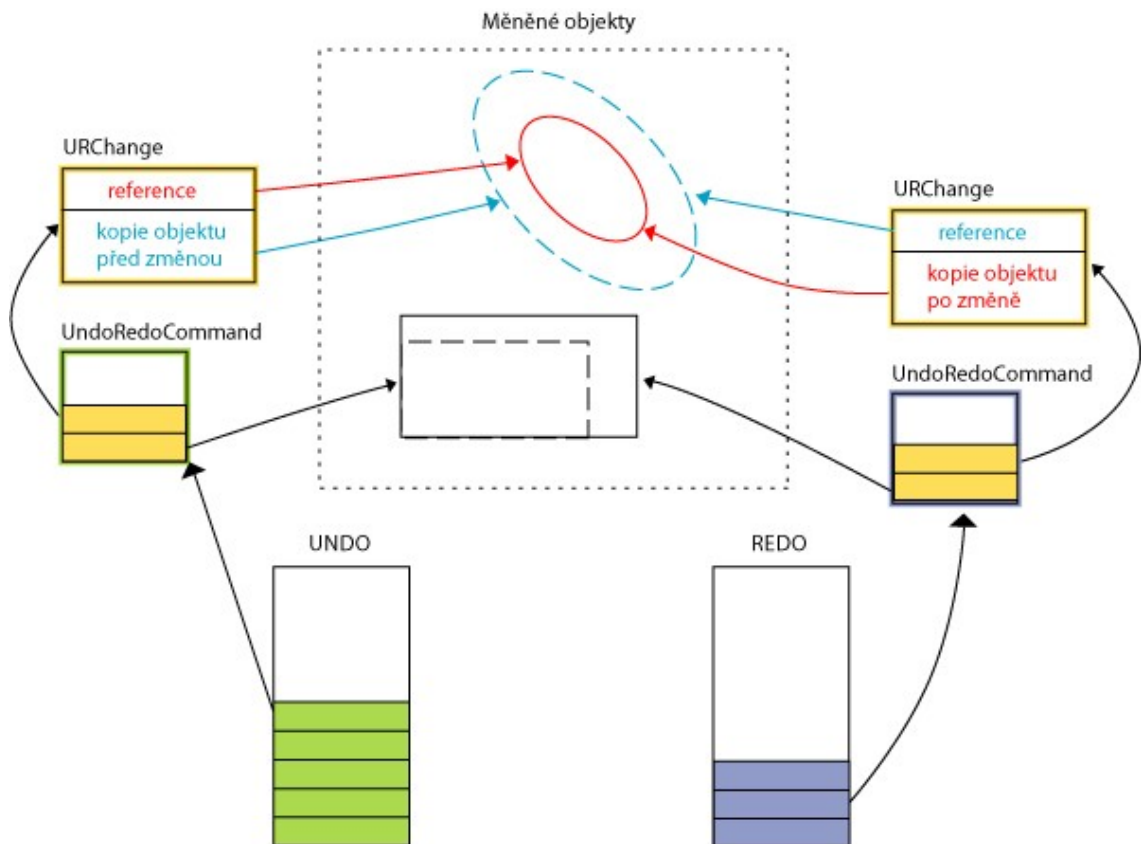 Měněné objekty
URChange
reference
kopie objektu
před změnou
URChange
reference
kopie objektu
po změně
UndoRedoCommand
UndoRedoCommand
UNDO
REDO